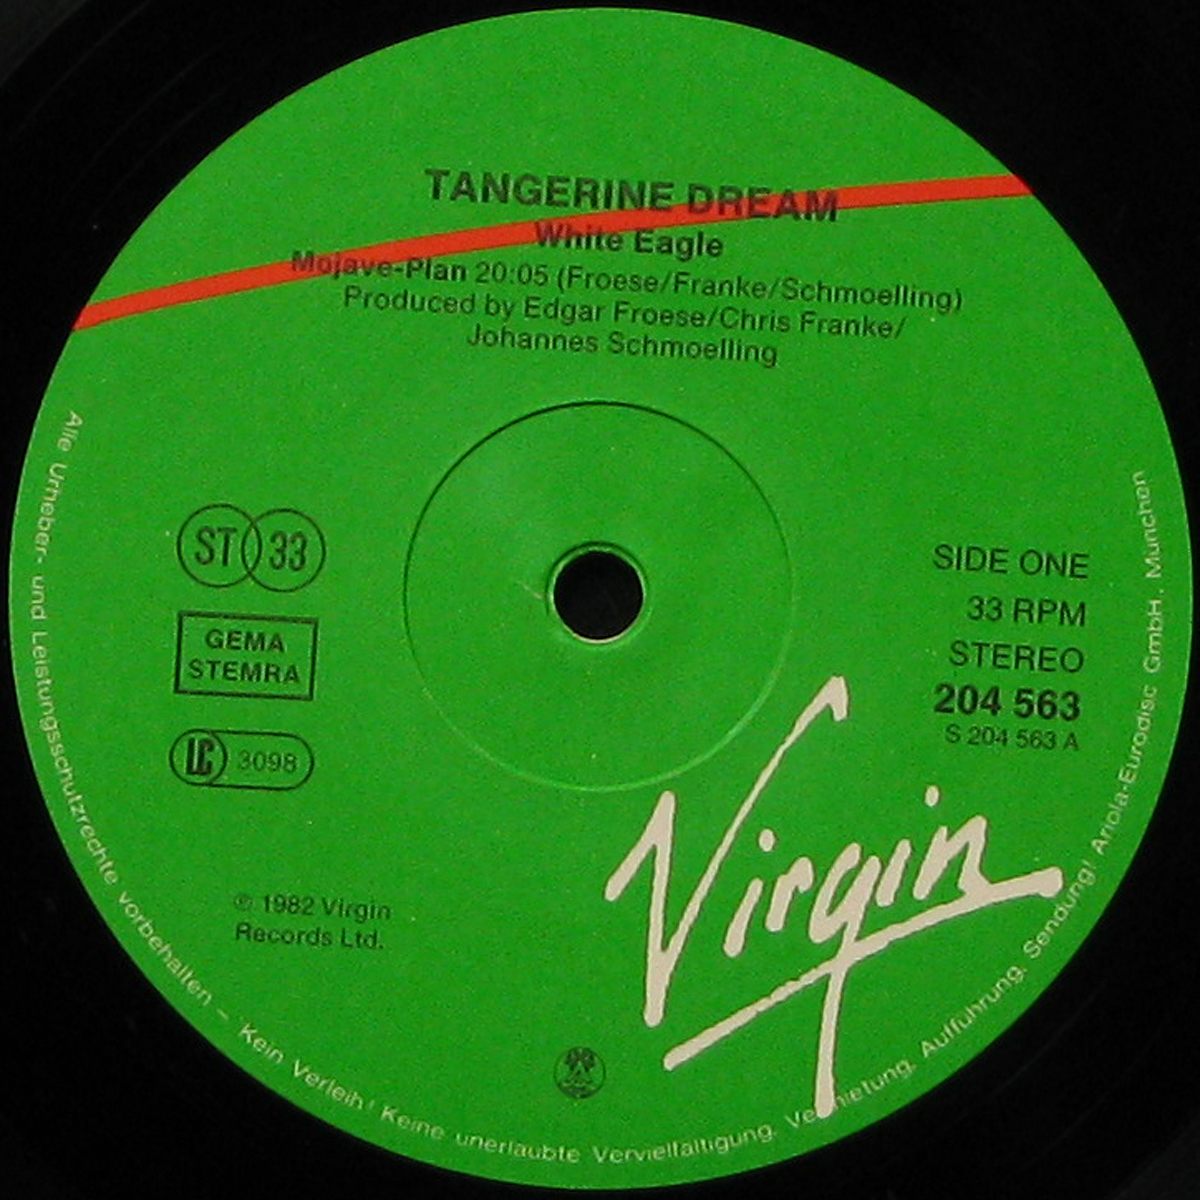 TANGERINE DREAM
White Eagle
Mojave-Plan 20:05 (Froese/Franke/Schmoelling)
Produced by Edgar Froese/Chris Franke/
Johannes Schmoelling
ST 33
GEMA
STEMRA
LC 3098
SIDE ONE
33 RPM
STEREO
204 563
S 204 563 A
℗ 1982 Virgin
Records Ltd.
Virgin
Alle Urheber- und Leistungsschutzrechte vorbehalten – Kein Verleih! Keine unerlaubte Vervielfältigung. Vermietung. Aufführung. Sendung! Ariola-Eurodisc GmbH. München